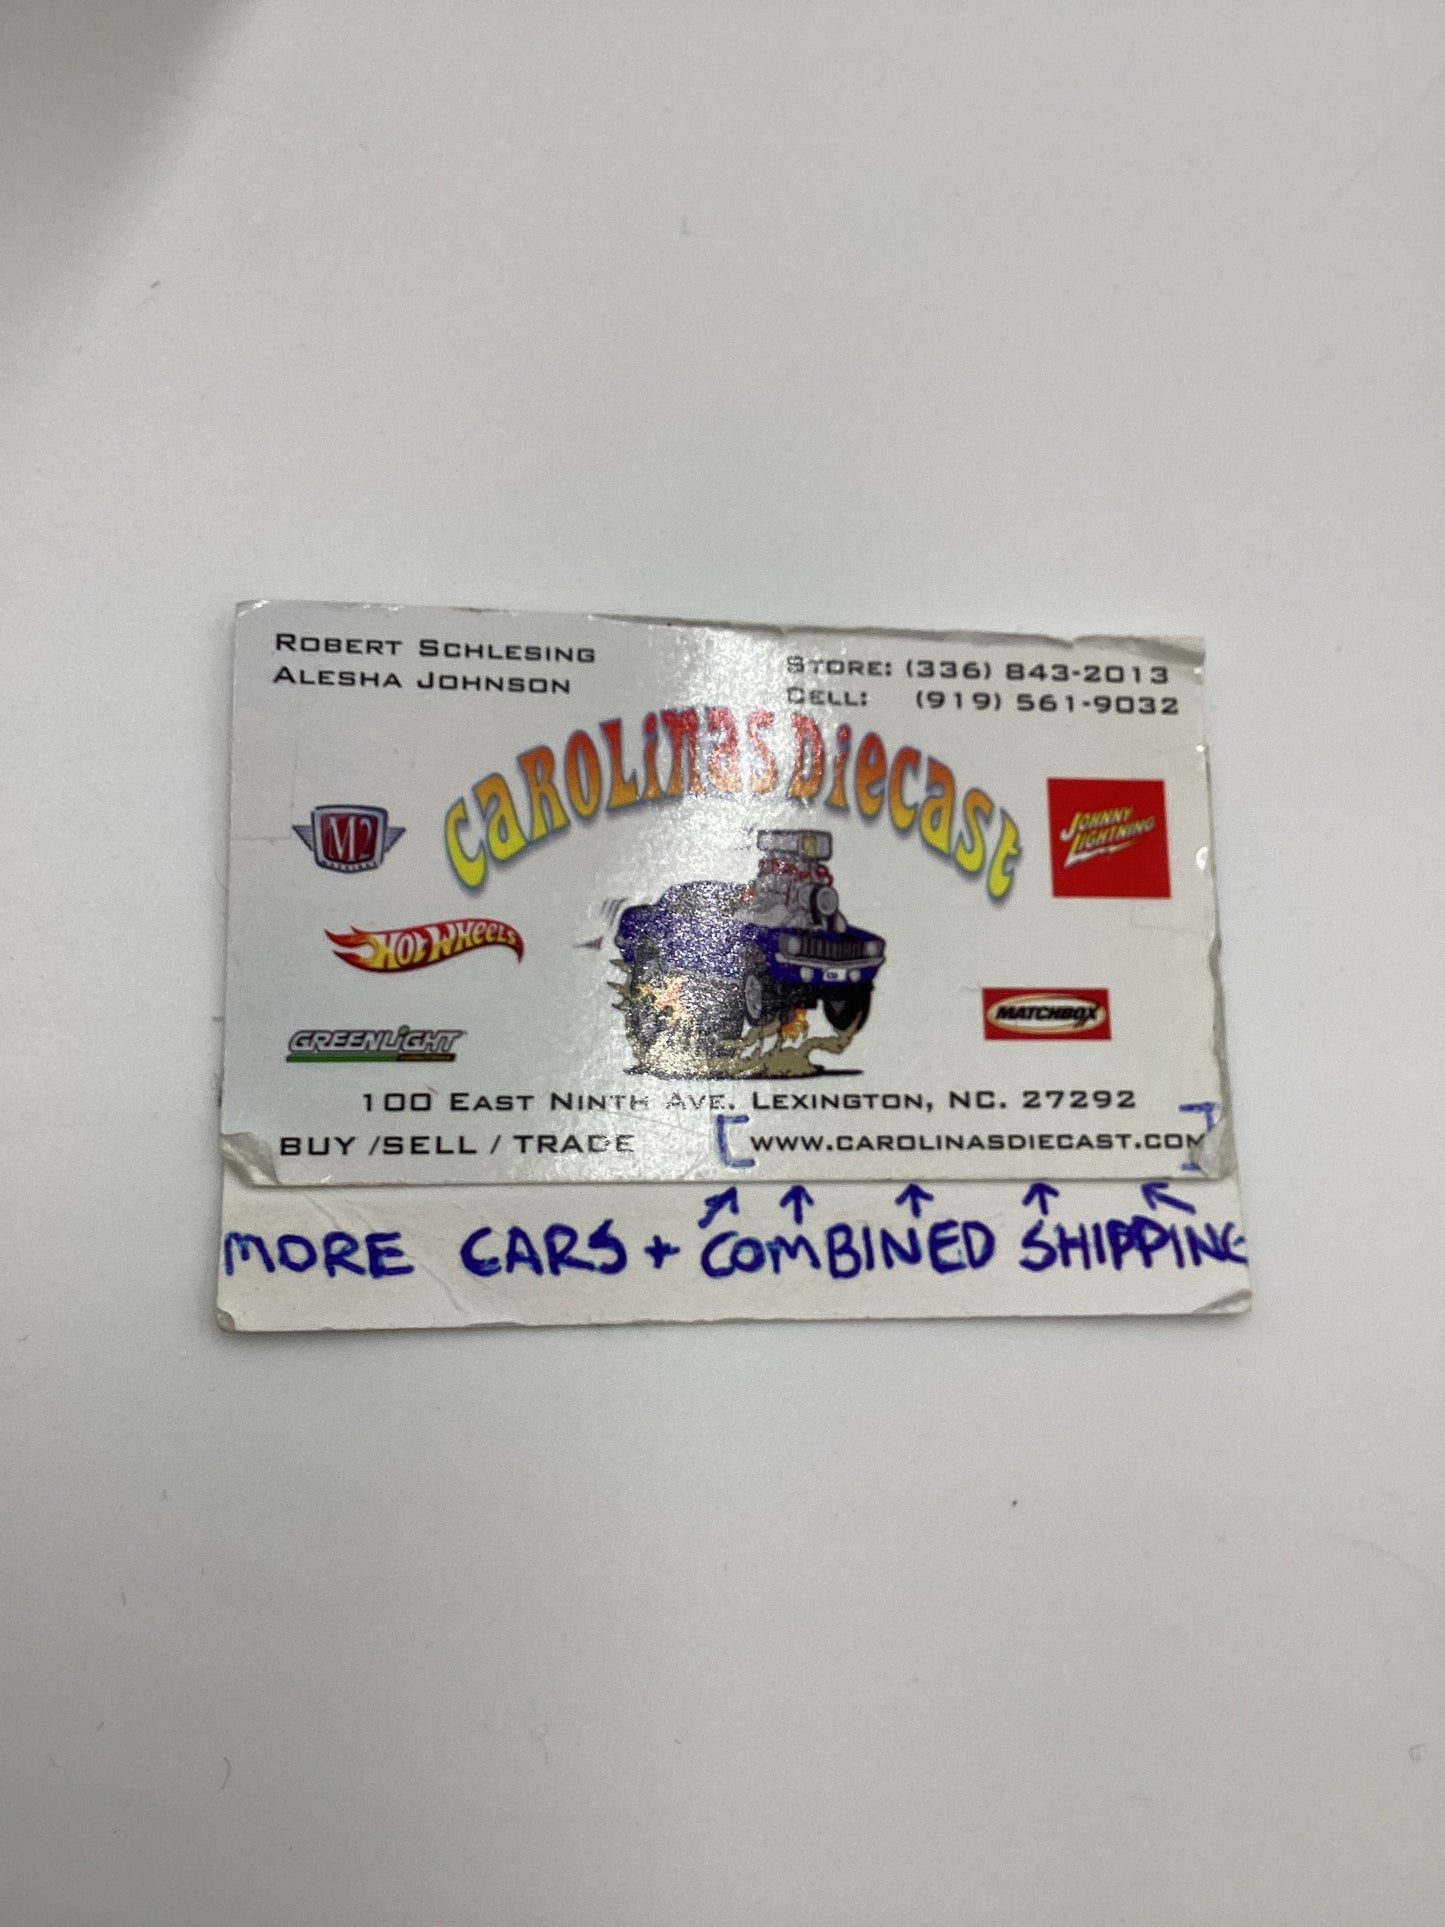 ROBERT SCHLESING
ALESHA JOHNSON
STORE: (336) 843-2013
CELL: (919) 561-9032
CAROLINAS DIECAST
M2
JOHNNY
LIGHTNING
HOT WHEELS
MATCHBOX
GREENLIGHT
100 EAST NINTH AVE. LEXINGTON, NC. 27292
BUY /SELL / TRADE [WWW.CAROLINASDIECAST.COM]
MORE CARS + COMBINED SHIPPING